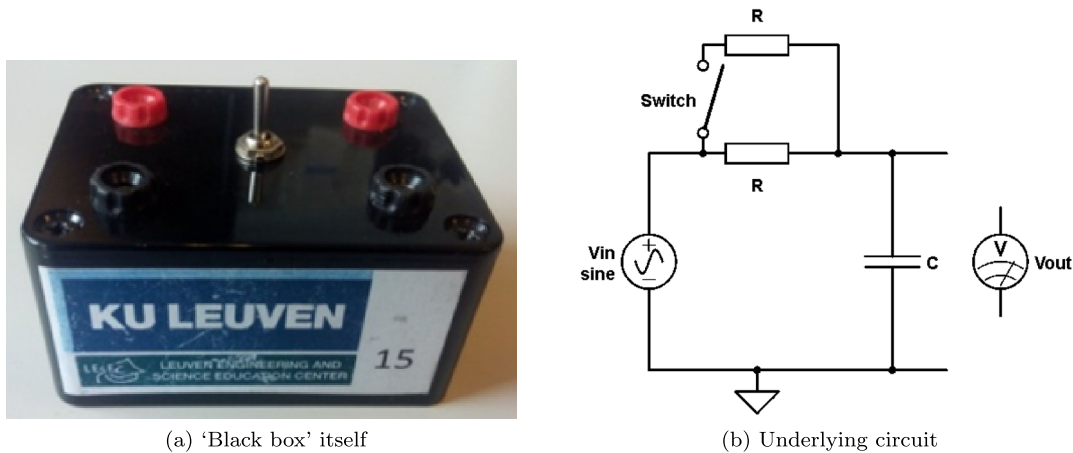 KU LEUVEN
LEUVEN ENGINEERING AND
SCIENCE EDUCATION CENTER
15
(a) ‘Black box’ itself
R
Switch
R
Vin
sine
+
−
C
V
Vout
(b) Underlying circuit